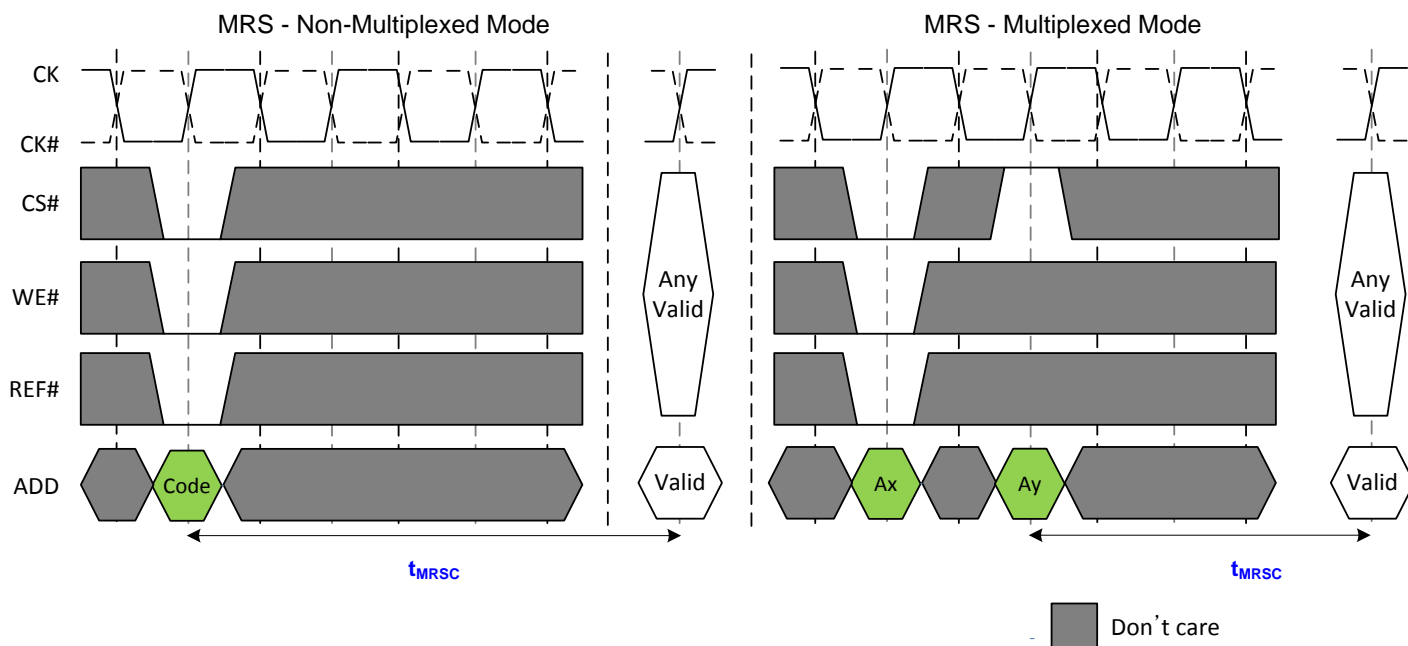 MRS - Non-Multiplexed Mode
MRS - Multiplexed Mode
CK
CK#
CS#
WE#
REF#
ADD
Any
Valid
Any
Valid
Code
Valid
Ax
Ay
Valid
tMRSC
tMRSC
Don't care